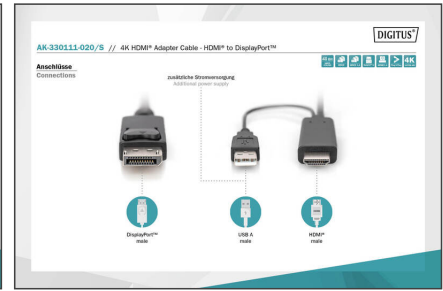 DIGITUS®
AK-330111-020/S // 4K HDMI® Adapter Cable - HDMI® to DisplayPort™
4K
Anschlüsse
Connections
zusätzliche Stromversorgung
Additional power supply
DisplayPort™
male
USB A
male
HDMI®
male